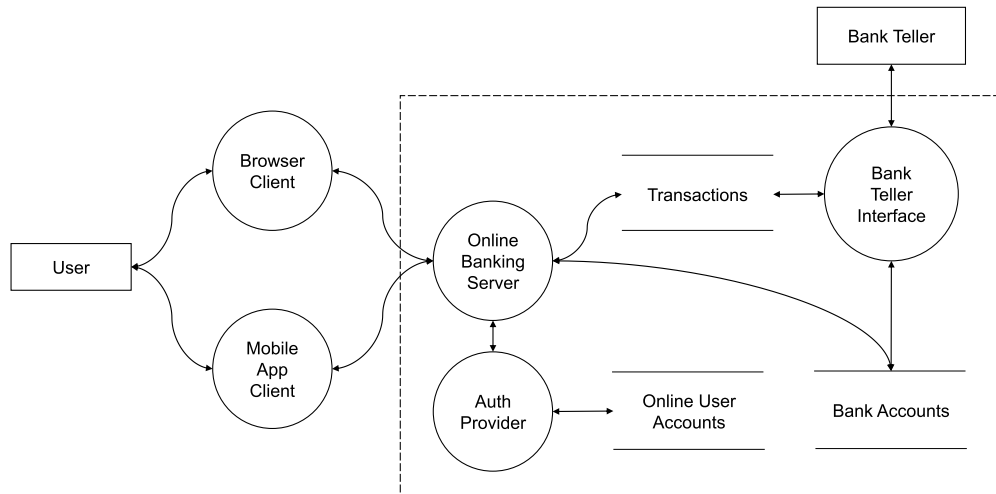 Bank Teller
Browser
Client
Bank
Teller
Interface
Transactions
Online
Banking
Server
User
Mobile
App
Client
Auth
Provider
Online User
Accounts
Bank Accounts